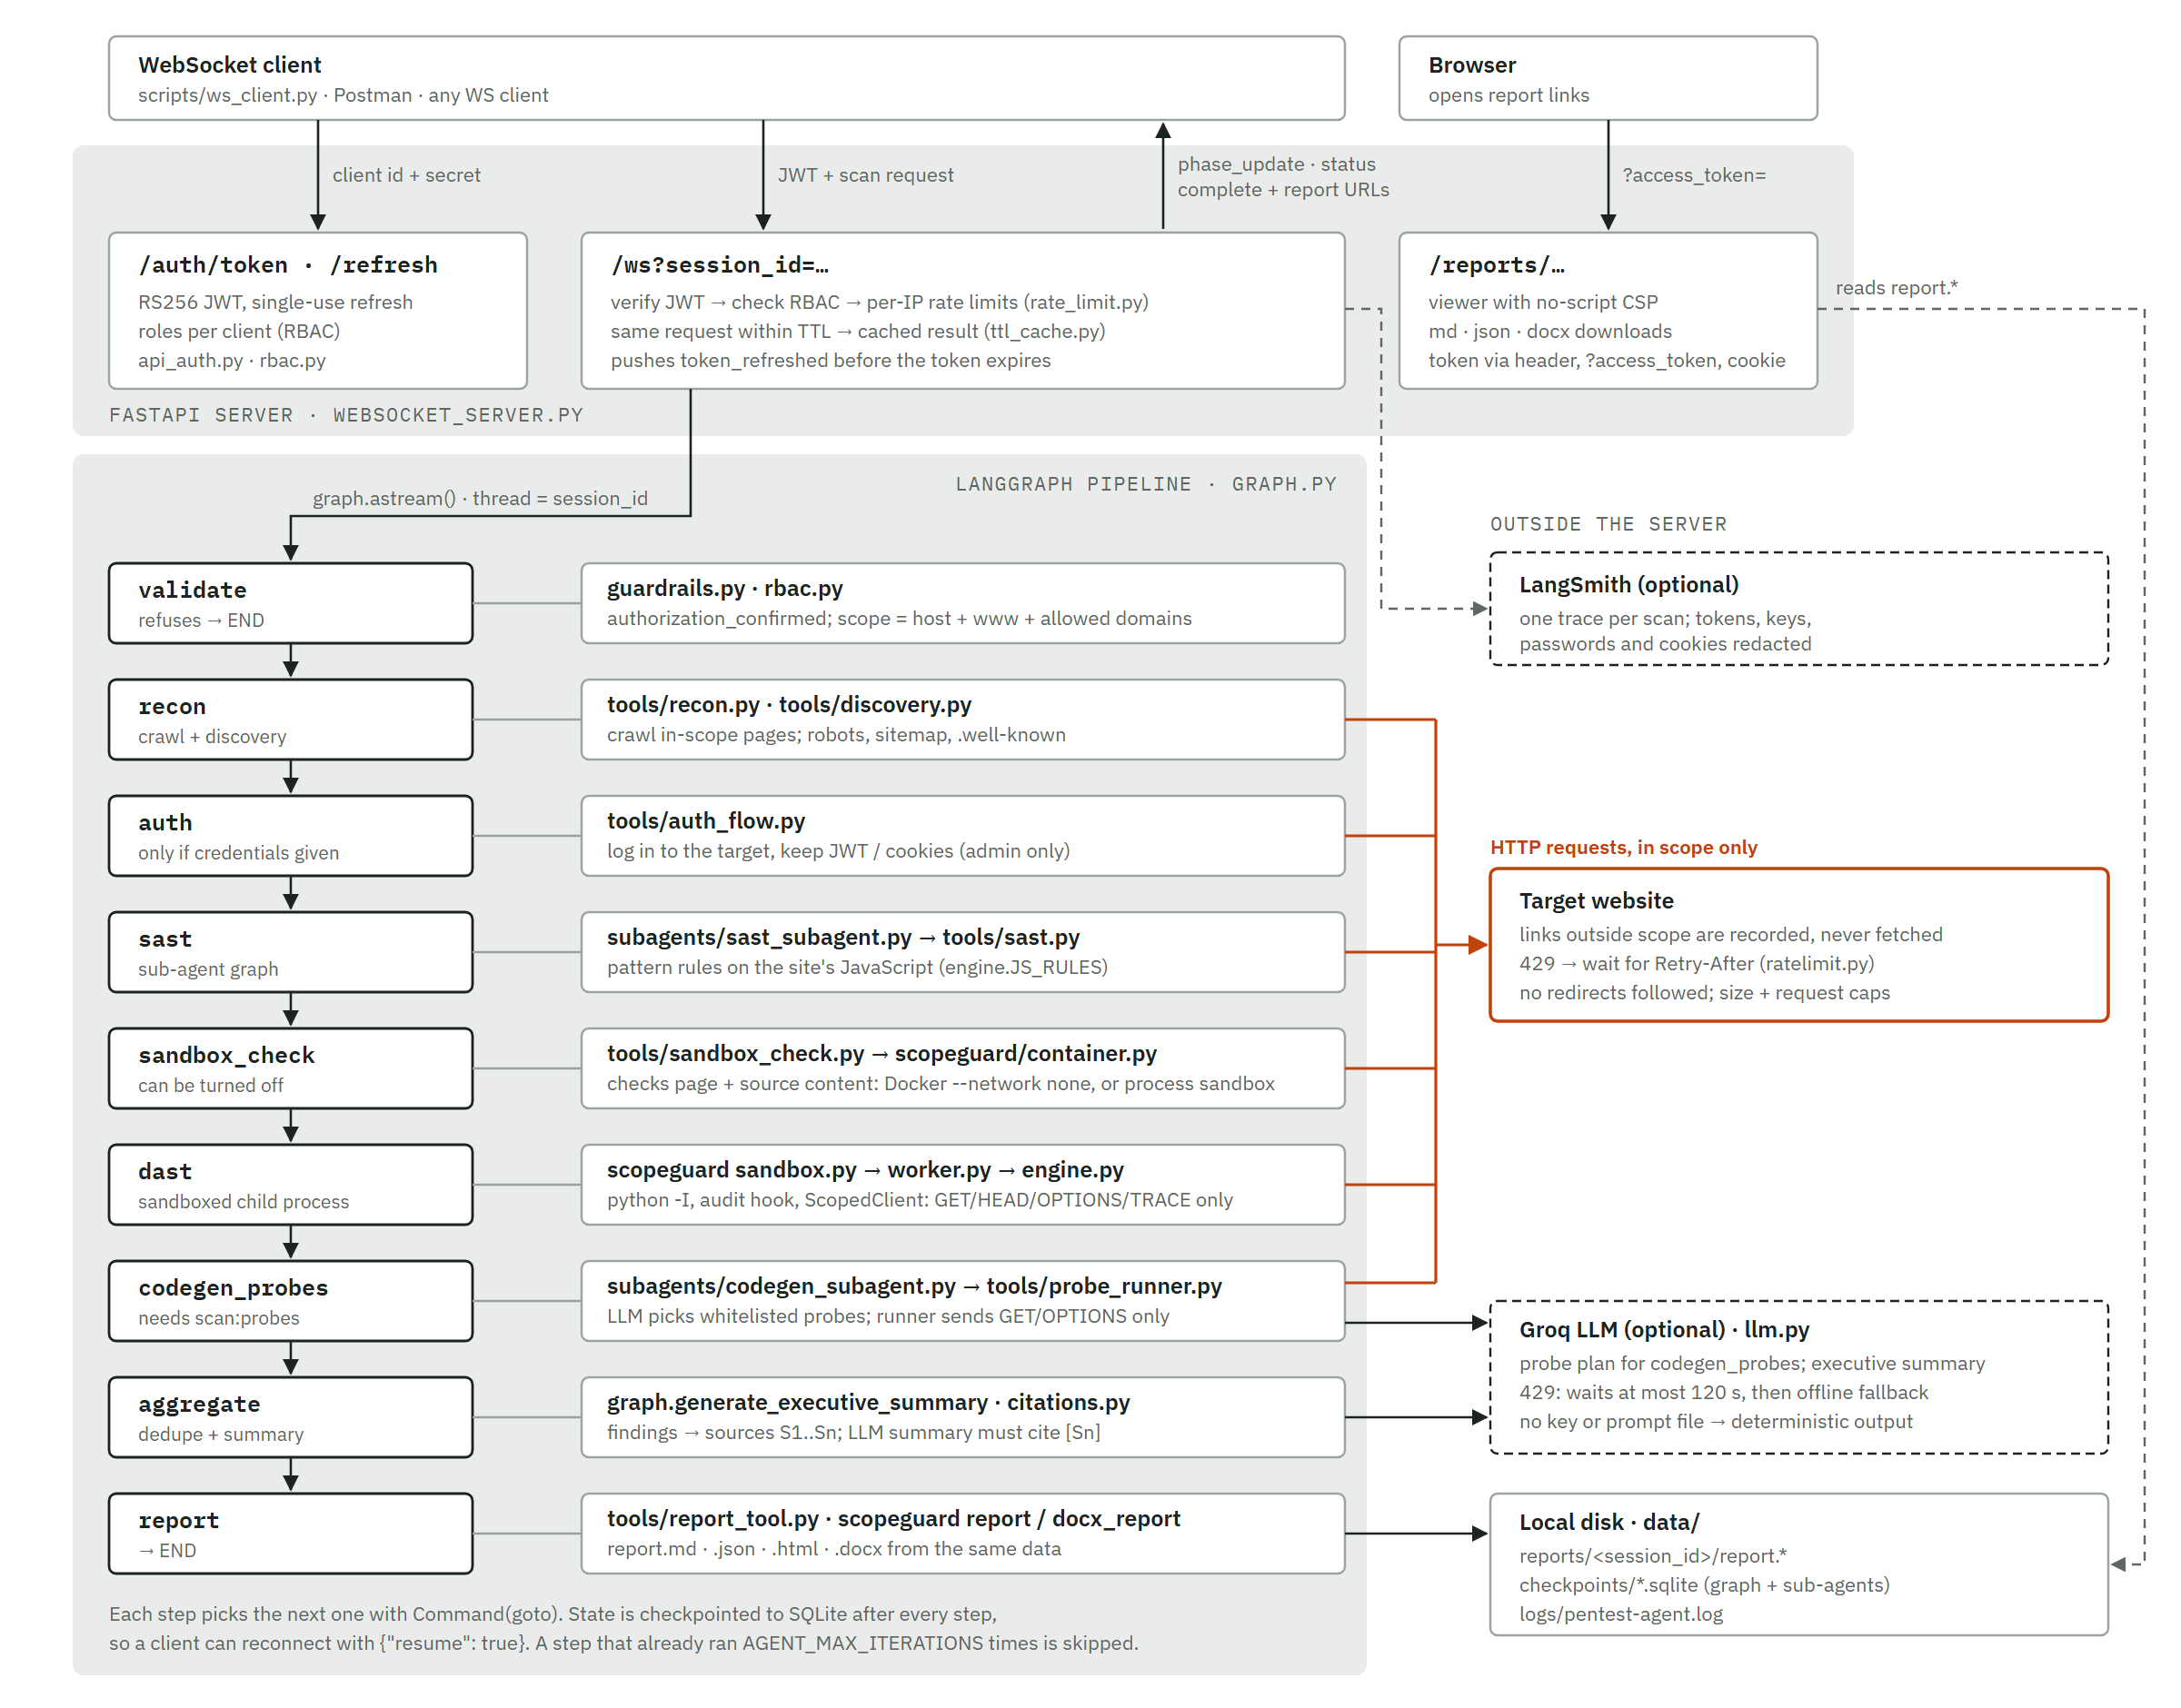 WebSocket client
scripts/ws_client.py · Postman · any WS client
Browser
opens report links
client id + secret
JWT + scan request
phase_update · status
complete + report URLs
?access_token=
/auth/token · /refresh
RS256 JWT, single-use refresh
roles per client (RBAC)
api_auth.py · rbac.py
/ws?session_id=…
verify JWT → check RBAC → per-IP rate limits (rate_limit.py)
same request within TTL → cached result (ttl_cache.py)
pushes token_refreshed before the token expires
/reports/…
viewer with no-script CSP
md · json · docx downloads
token via header, ?access_token, cookie
reads report.*
FASTAPI SERVER · WEBSOCKET_SERVER.PY
LANGGRAPH PIPELINE · GRAPH.PY
graph.astream() · thread = session_id
OUTSIDE THE SERVER
validate
refuses → END
guardrails.py · rbac.py
authorization_confirmed; scope = host + www + allowed domains
LangSmith (optional)
one trace per scan; tokens, keys,
passwords and cookies redacted
recon
crawl + discovery
tools/recon.py · tools/discovery.py
crawl in-scope pages; robots, sitemap, .well-known
auth
only if credentials given
tools/auth_flow.py
log in to the target, keep JWT / cookies (admin only)
HTTP requests, in scope only
Target website
links outside scope are recorded, never fetched
429 → wait for Retry-After (ratelimit.py)
no redirects followed; size + request caps
sast
sub-agent graph
subagents/sast_subagent.py → tools/sast.py
pattern rules on the site's JavaScript (engine.JS_RULES)
sandbox_check
can be turned off
tools/sandbox_check.py → scopeguard/container.py
checks page + source content: Docker --network none, or process sandbox
dast
sandboxed child process
scopeguard sandbox.py → worker.py → engine.py
python -I, audit hook, ScopedClient: GET/HEAD/OPTIONS/TRACE only
codegen_probes
needs scan:probes
subagents/codegen_subagent.py → tools/probe_runner.py
LLM picks whitelisted probes; runner sends GET/OPTIONS only
Groq LLM (optional) · llm.py
probe plan for codegen_probes; executive summary
429: waits at most 120 s, then offline fallback
no key or prompt file → deterministic output
aggregate
dedupe + summary
graph.generate_executive_summary · citations.py
findings → sources S1..Sn; LLM summary must cite [Sn]
report
→ END
tools/report_tool.py · scopeguard report / docx_report
report.md · .json · .html · .docx from the same data
Local disk · data/
reports/<session_id>/report.*
checkpoints/*.sqlite (graph + sub-agents)
logs/pentest-agent.log
Each step picks the next one with Command(goto). State is checkpointed to SQLite after every step,
so a client can reconnect with {"resume": true}. A step that already ran AGENT_MAX_ITERATIONS times is skipped.